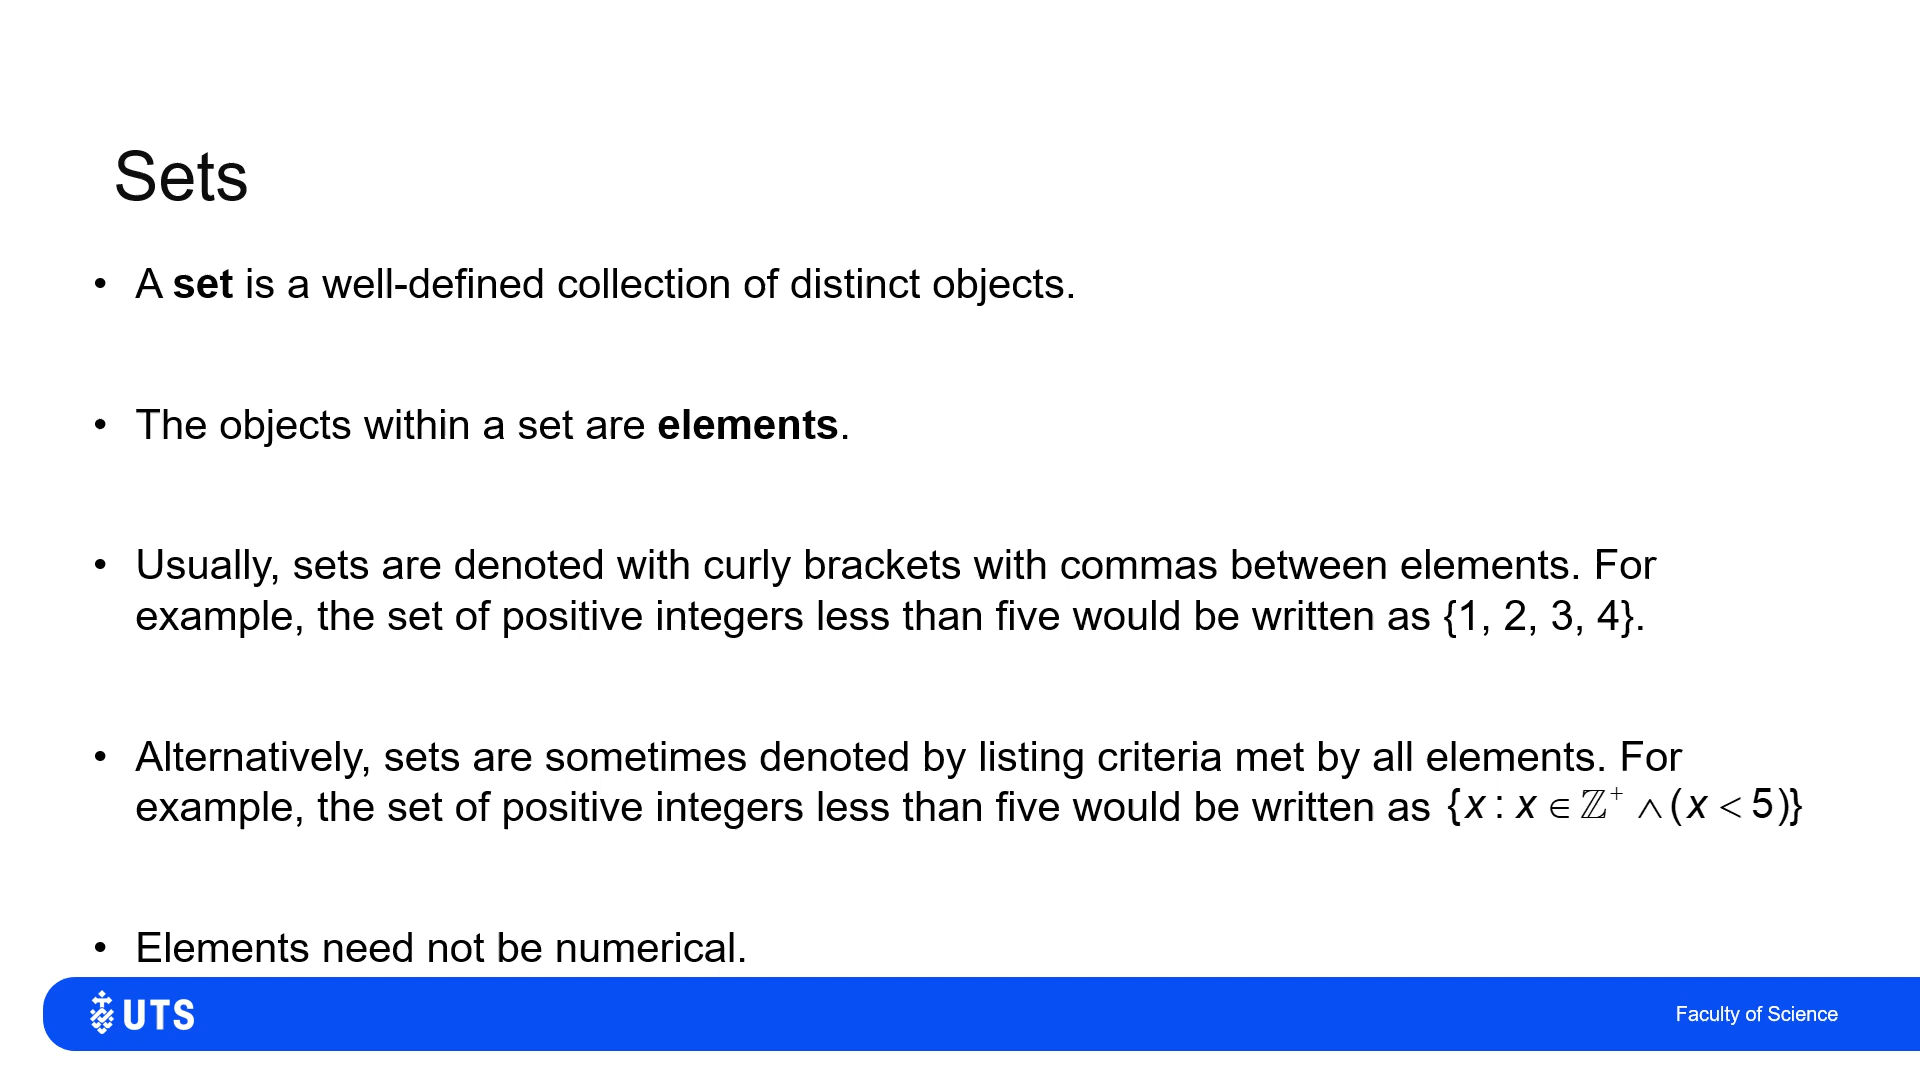 Sets
• A set is a well-defined collection of distinct objects.
• The objects within a set are elements.
• Usually, sets are denoted with curly brackets with commas between elements. For
example, the set of positive integers less than five would be written as {1, 2, 3, 4}.
• Alternatively, sets are sometimes denoted by listing criteria met by all elements. For
example, the set of positive integers less than five would be written as {x : x ∈ ℤ⁺ ∧ (x < 5)}
• Elements need not be numerical.
UTS
Faculty of Science